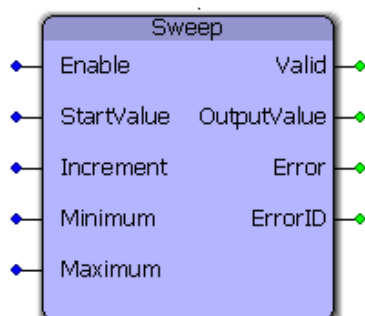 Sweep
Enable Valid
StartValue OutputValue
Increment Error
Minimum ErrorID
Maximum